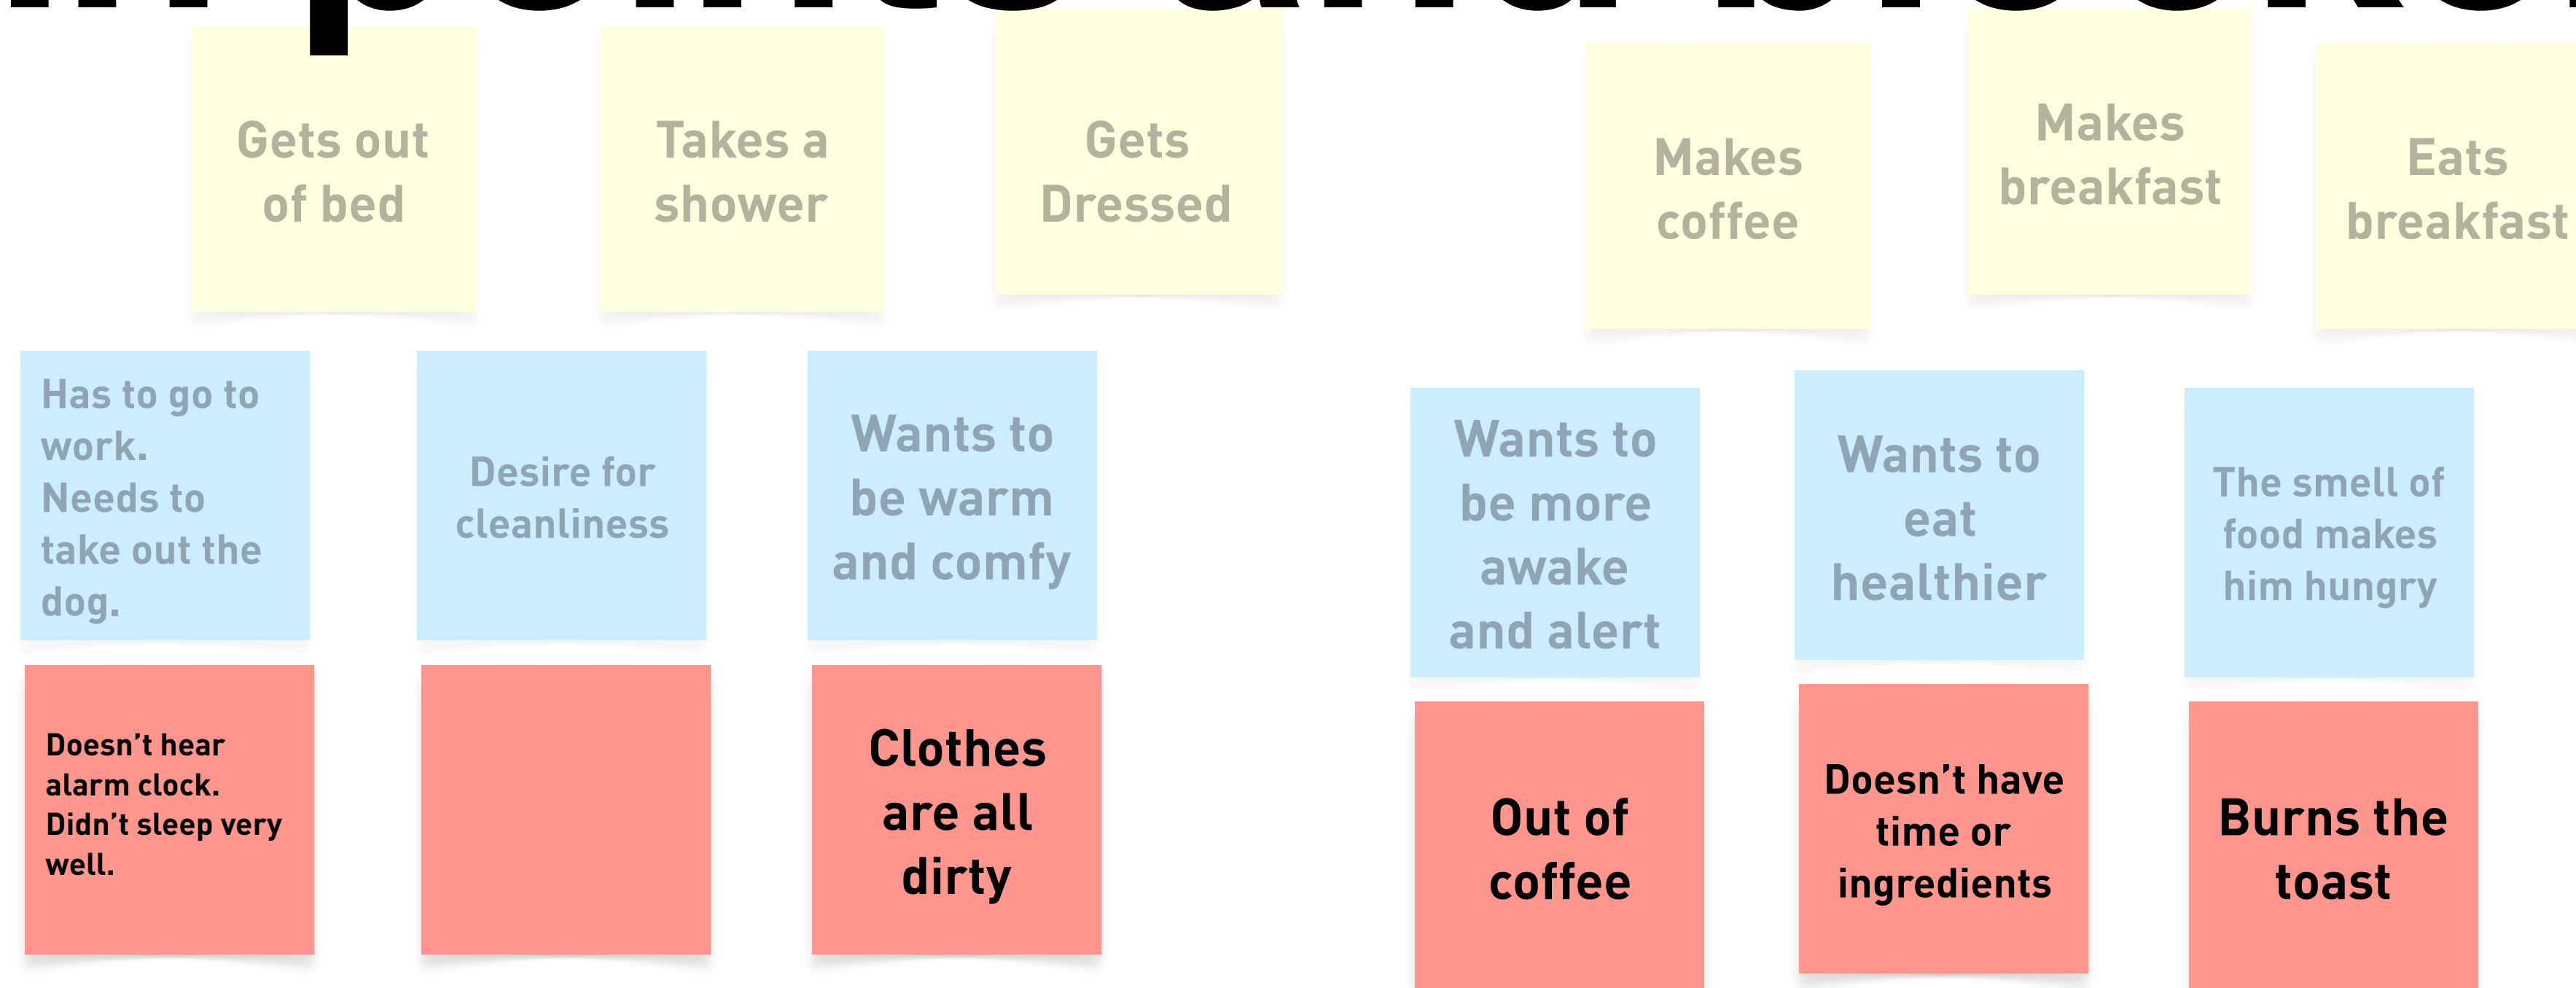 points and
Gets out
of bed
Takes a
shower
Gets
Dressed
Makes
coffee
Makes
breakfast
Eats
breakfast
Has to go to
work.
Needs to
take out the
dog.
Desire for
cleanliness
Wants to
be warm
and comfy
Wants to
be more
awake
and alert
Wants to
eat
healthier
The smell of
food makes
him hungry
Doesn’t hear
alarm clock.
Didn’t sleep very
well.
Clothes
are all
dirty
Out of
coffee
Doesn’t have
time or
ingredients
Burns the
toast